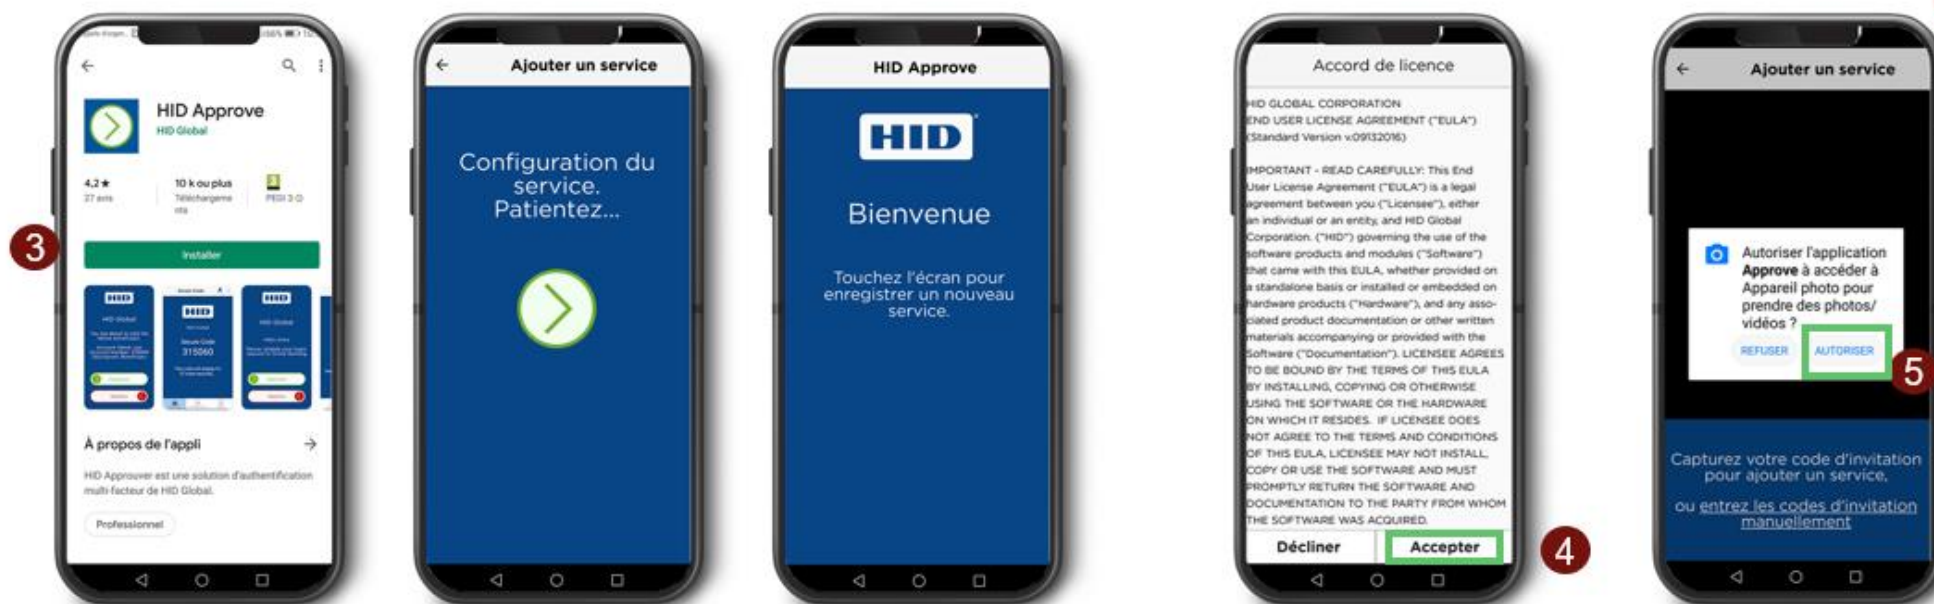 3
HID Approve
HID Global
4,2 ★
27 avis
10 k ou plus
Téléchargeme
nts
3
PEGI 3
Installer
HID
HID
Secure Code
315060
HID
À propos de l'appli
HID Approuver est une solution d'authentification
multi-facteur de HID Global.
Professionnel
Ajouter un service
Configuration du
service.
Patientez...
HID Approve
HID
Bienvenue
Touchez l'écran pour
enregistrer un nouveau
service.
Accord de licence
HID GLOBAL CORPORATION
END USER LICENSE AGREEMENT ("EULA")
(Standard Version v.09132016)
IMPORTANT - READ CAREFULLY: This End
User License Agreement ("EULA") is a legal
agreement between you ("Licensee"), either
an individual or an entity, and HID Global
Corporation. ("HID") governing the use of the
software products and modules ("Software")
that came with this EULA, whether provided on
a standalone basis or installed or embedded on
hardware products ("Hardware"), and any asso-
ciated product documentation or other written
materials accompanying or provided with the
Software ("Documentation"). LICENSEE AGREES
TO BE BOUND BY THE TERMS OF THIS EULA
BY INSTALLING, COPYING OR OTHERWISE
USING THE SOFTWARE OR THE HARDWARE
ON WHICH IT RESIDES. IF LICENSEE DOES
NOT AGREE TO THE TERMS AND CONDITIONS
OF THIS EULA, LICENSEE MAY NOT INSTALL,
COPY OR USE THE SOFTWARE AND MUST
PROMPTLY RETURN THE SOFTWARE AND
DOCUMENTATION TO THE PARTY FROM WHOM
THE SOFTWARE WAS ACQUIRED.
Décliner
Accepter
4
Ajouter un service
Autoriser l'application
Approve à accéder à
Appareil photo pour
prendre des photos/
vidéos ?
REFUSER
AUTORISER
5
Capturez votre code d'invitation
pour ajouter un service,
ou entrez les codes d'invitation
manuellement